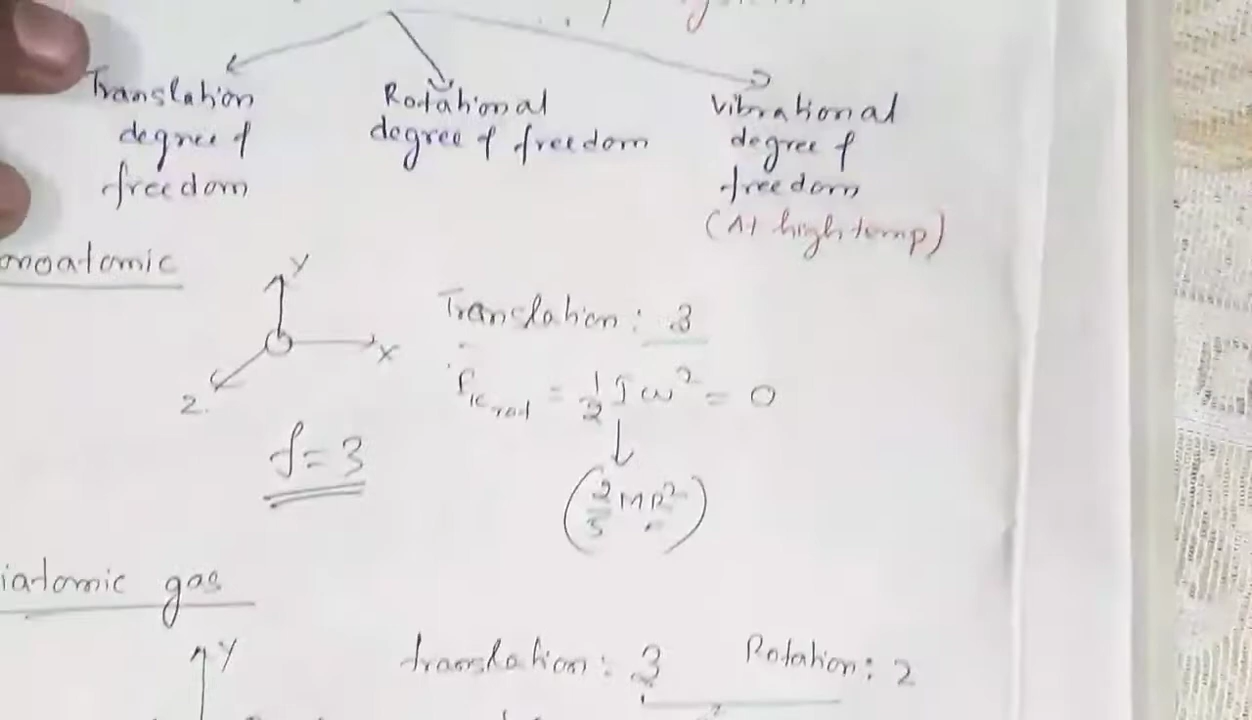 Translation
degree of
freedom
Rotational
degree of freedom
Vibrational
degree of
freedom
(At high temp)
onoatomic
Y
X
Z
f = 3
Translation : 3
= 1/2 I ω² = 0
(2/5 MR²)
iatomic gas
Y
translation : 3
Rotation : 2